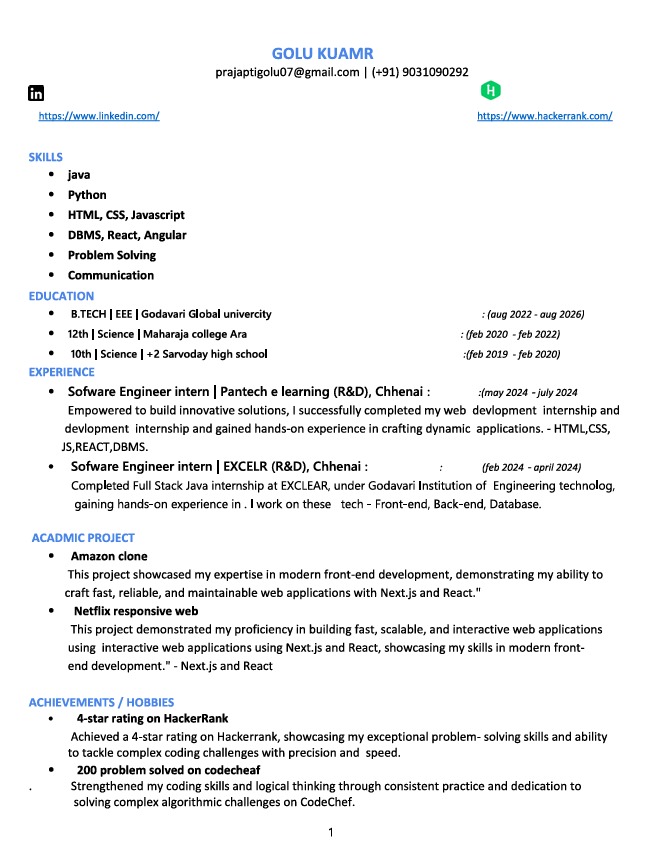 GOLU KUAMR
prajaptigolu07@gmail.com | (+91) 9031090292
in
H
https://www.linkedin.com/ https://www.hackerrank.com/
SKILLS
• java
• Python
• HTML, CSS, Javascript
• DBMS, React, Angular
• Problem Solving
• Communication
EDUCATION
• B.TECH | EEE | Godavari Global univercity : (aug 2022 - aug 2026)
• 12th | Science | Maharaja college Ara : (feb 2020 - feb 2022)
• 10th | Science | +2 Sarvoday high school :(feb 2019 - feb 2020)
EXPERIENCE
• Sofware Engineer intern | Pantech e learning (R&D), Chhenai : :(may 2024 - july 2024
Empowered to build innovative solutions, I successfully completed my web devlopment internship and
devlopment internship and gained hands-on experience in crafting dynamic applications. - HTML,CSS,
JS,REACT,DBMS.
• Sofware Engineer intern | EXCELR (R&D), Chhenai : : (feb 2024 - april 2024)
Completed Full Stack Java internship at EXCLEAR, under Godavari Institution of Engineering technolog,
gaining hands-on experience in . I work on these tech - Front-end, Back-end, Database.
ACADMIC PROJECT
• Amazon clone
This project showcased my expertise in modern front-end development, demonstrating my ability to
craft fast, reliable, and maintainable web applications with Next.js and React."
• Netflix responsive web
This project demonstrated my proficiency in building fast, scalable, and interactive web applications
using interactive web applications using Next.js and React, showcasing my skills in modern front-
end development." - Next.js and React
ACHIEVEMENTS / HOBBIES
• 4-star rating on HackerRank
Achieved a 4-star rating on Hackerrank, showcasing my exceptional problem- solving skills and ability
to tackle complex coding challenges with precision and speed.
• 200 problem solved on codecheaf
. Strengthened my coding skills and logical thinking through consistent practice and dedication to
solving complex algorithmic challenges on CodeChef.
1